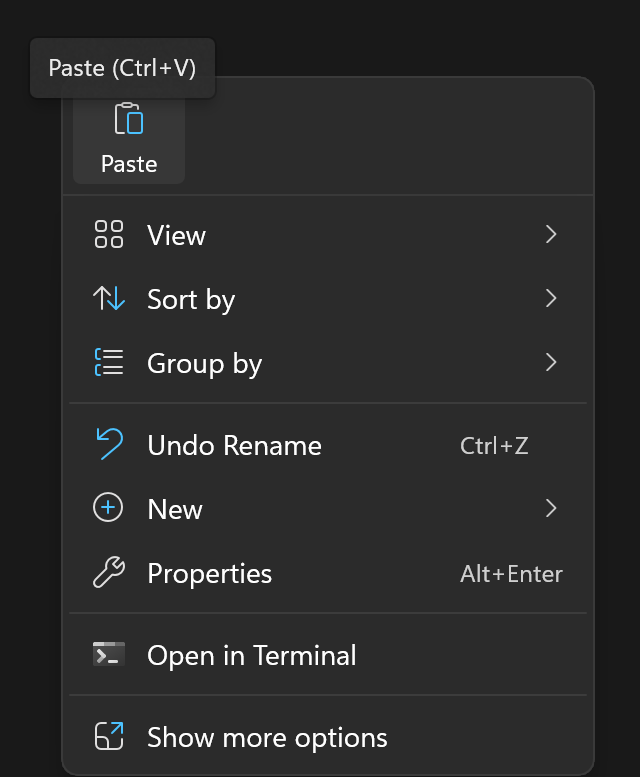 Paste (Ctrl+V)
Paste
View
Sort by
Group by
Undo Rename Ctrl+Z
New
Properties Alt+Enter
Open in Terminal
Show more options